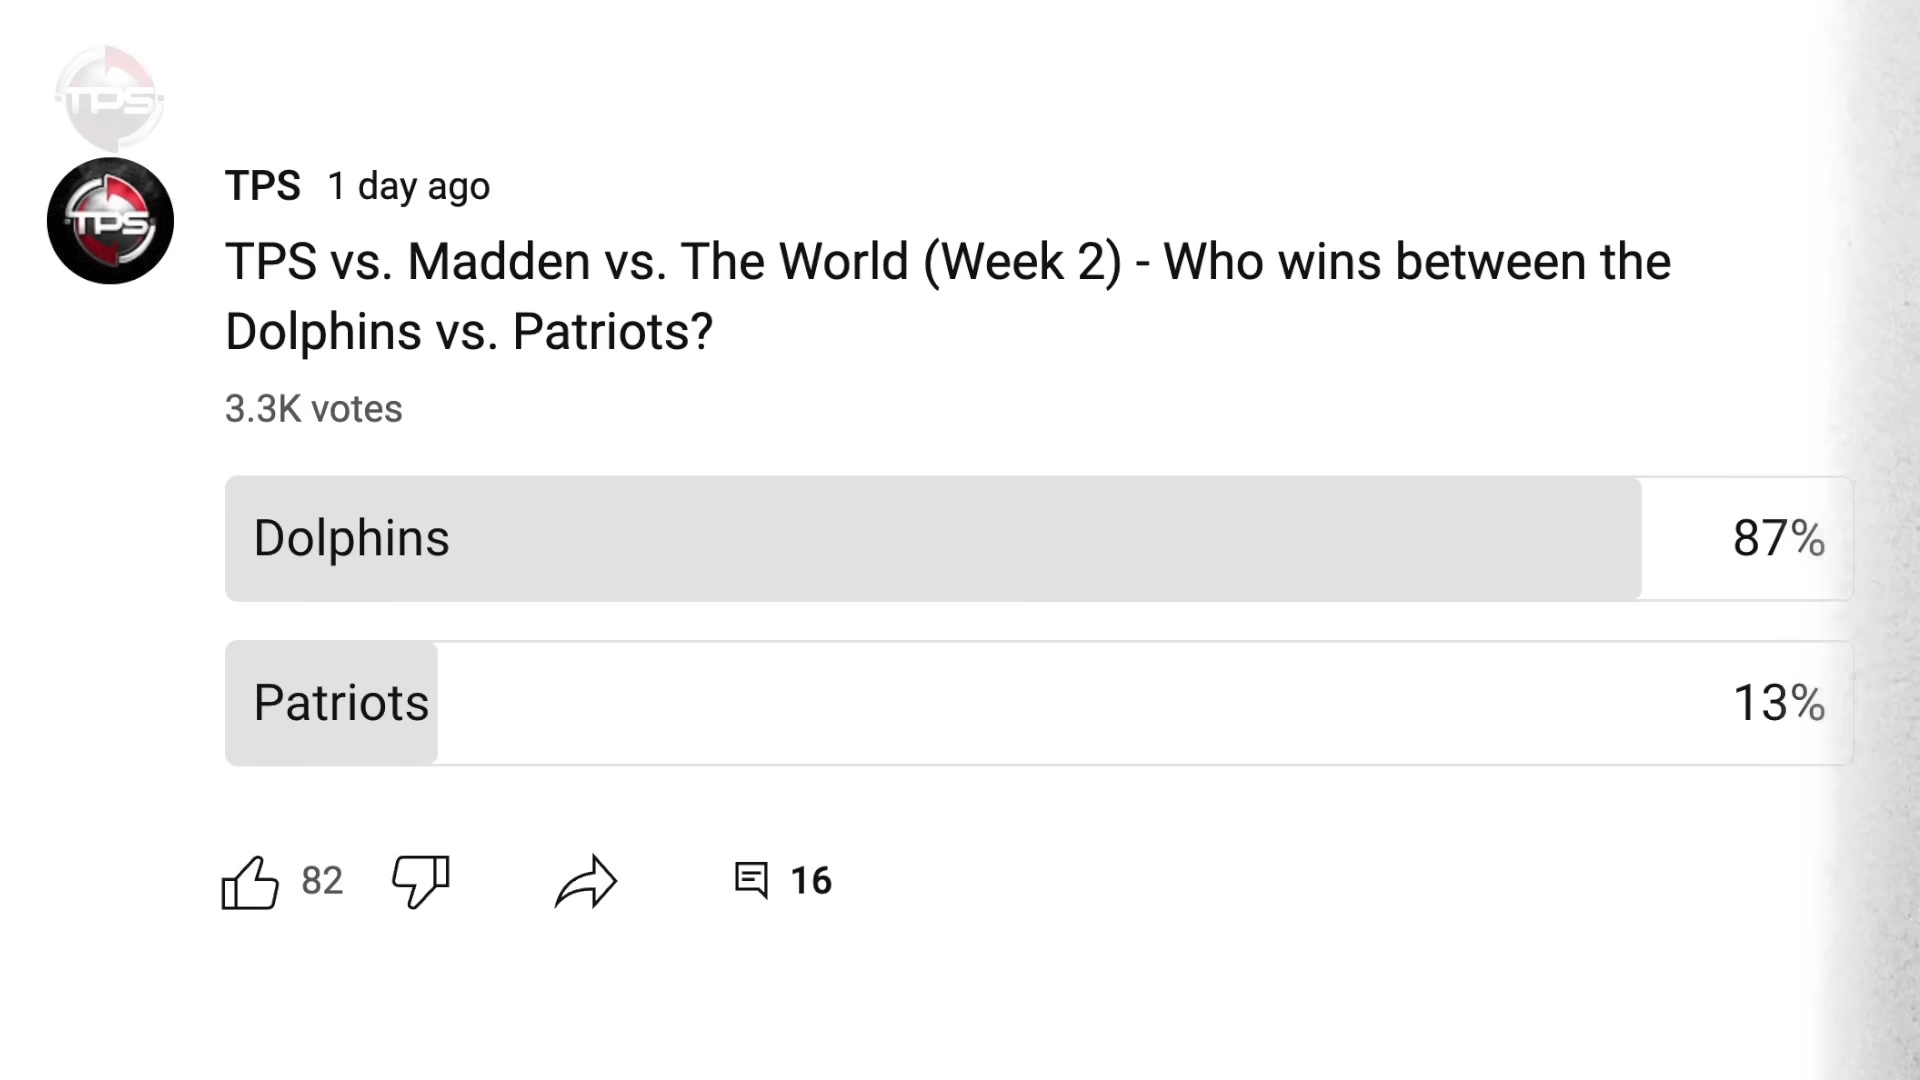 TPS
TPS
TPS 1 day ago
TPS vs. Madden vs. The World (Week 2) - Who wins between the
Dolphins vs. Patriots?
3.3K votes
Dolphins 87%
Patriots 13%
82 16